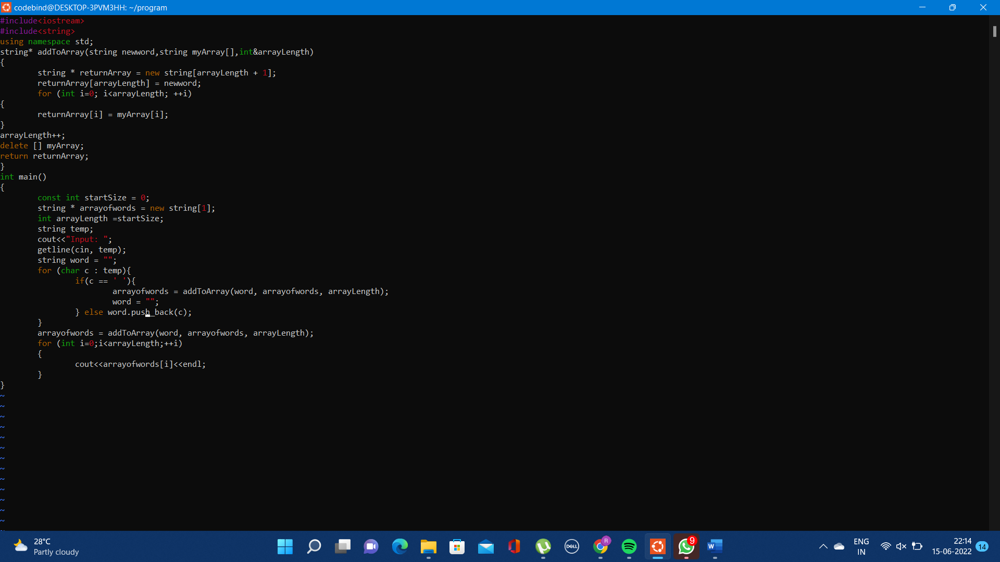 codebind@DESKTOP-3PVM3HH: ~/program
#include<iostream>
#include<string>
using namespace std;
string* addToArray(string newword,string myArray[],int&arrayLength)
{
        string * returnArray = new string[arrayLength + 1];
        returnArray[arrayLength] = newword;
        for (int i=0; i<arrayLength; ++i)
{
        returnArray[i] = myArray[i];
}
arrayLength++;
delete [] myArray;
return returnArray;
}
int main()
{
        const int startSize = 0;
        string * arrayofwords = new string[1];
        int arrayLength =startSize;
        string temp;
        cout<<"Input: ";
        getline(cin, temp);
        string word = "";
        for (char c : temp){
                if(c == ' '){
                        arrayofwords = addToArray(word, arrayofwords, arrayLength);
                        word = "";
                } else word.push_back(c);
        }
        arrayofwords = addToArray(word, arrayofwords, arrayLength);
        for (int i=0;i<arrayLength;++i)
        {
                cout<<arrayofwords[i]<<endl;
        }
}
~
~
~
~
~
~
~
~
~
~
~
~
~
~
28°C
Partly cloudy
DELL
R
9
W
ENG
IN
22:14
15-06-2022
14